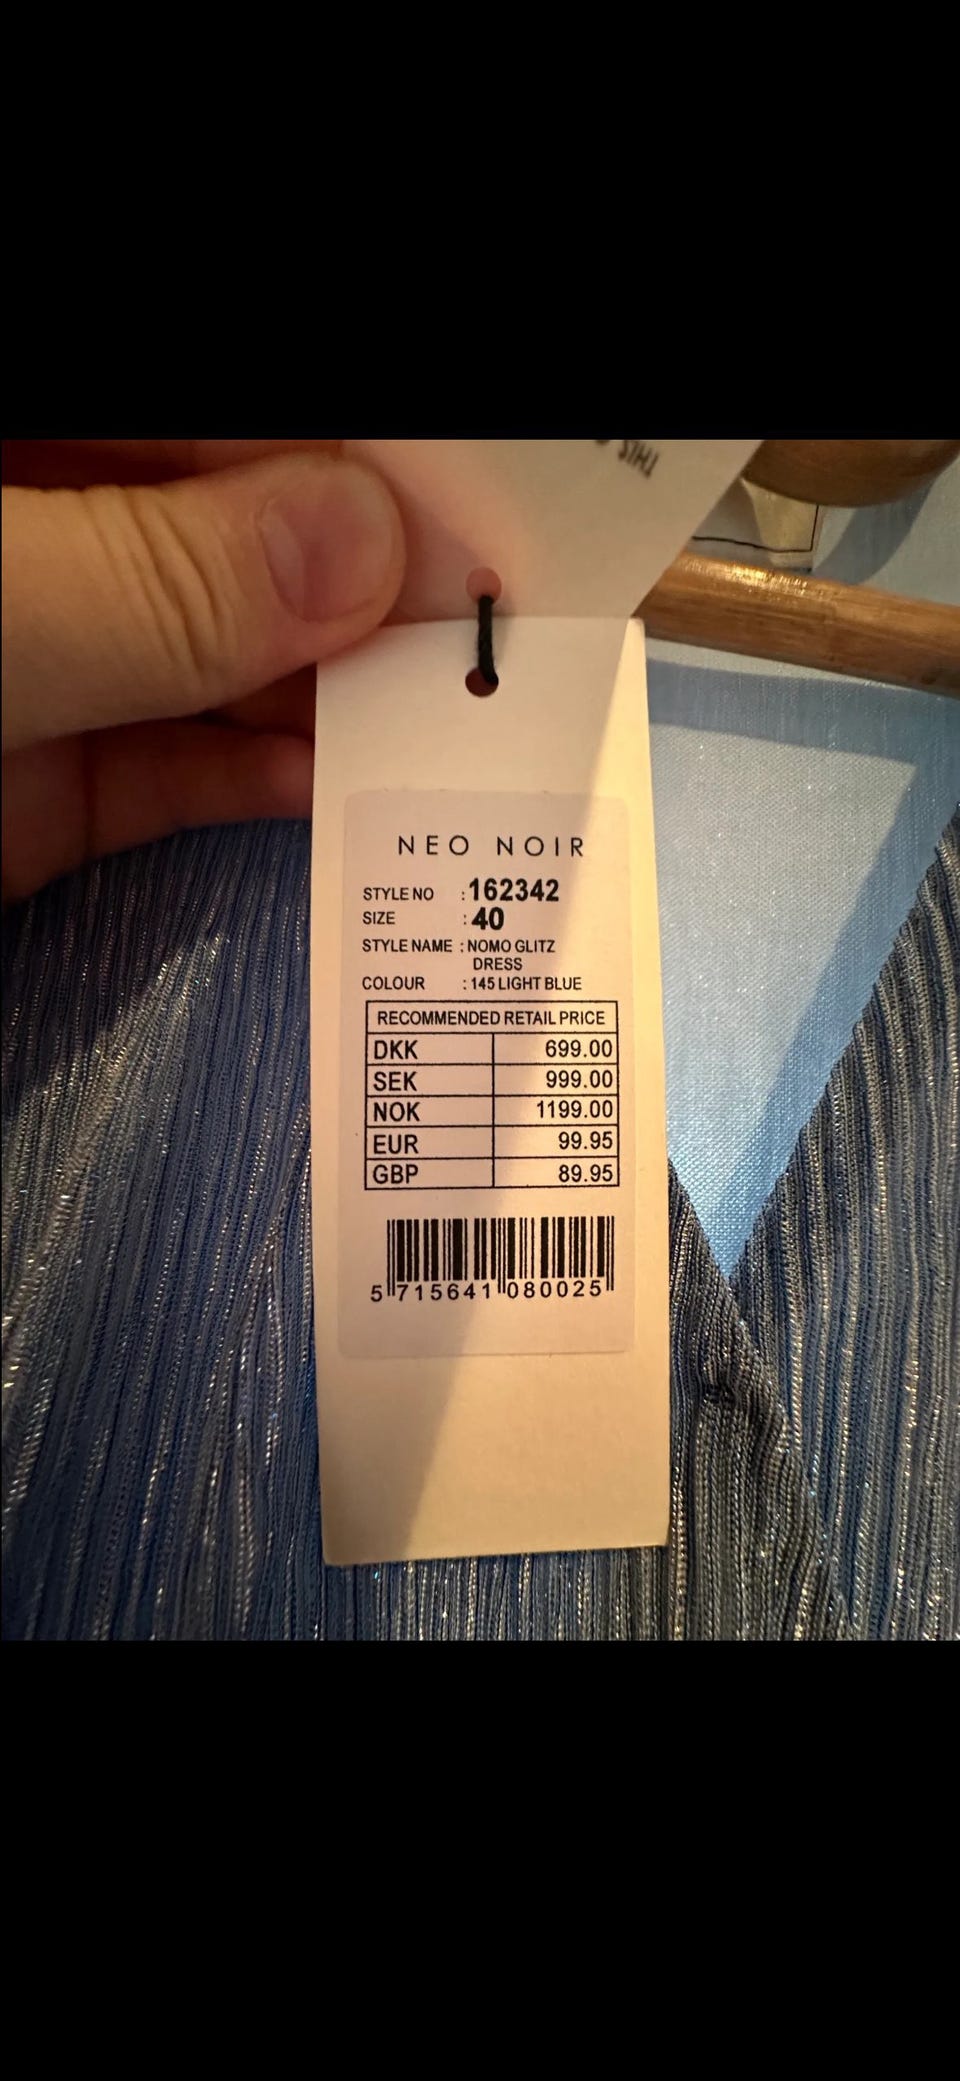 THIS
NEO NOIR
STYLE NO : 162342
SIZE : 40
STYLE NAME : NOMO GLITZ
DRESS
COLOUR : 145 LIGHT BLUE
RECOMMENDED RETAIL PRICE
DKK 699.00
SEK 999.00
NOK 1199.00
EUR 99.95
GBP 89.95
5 715641 080025